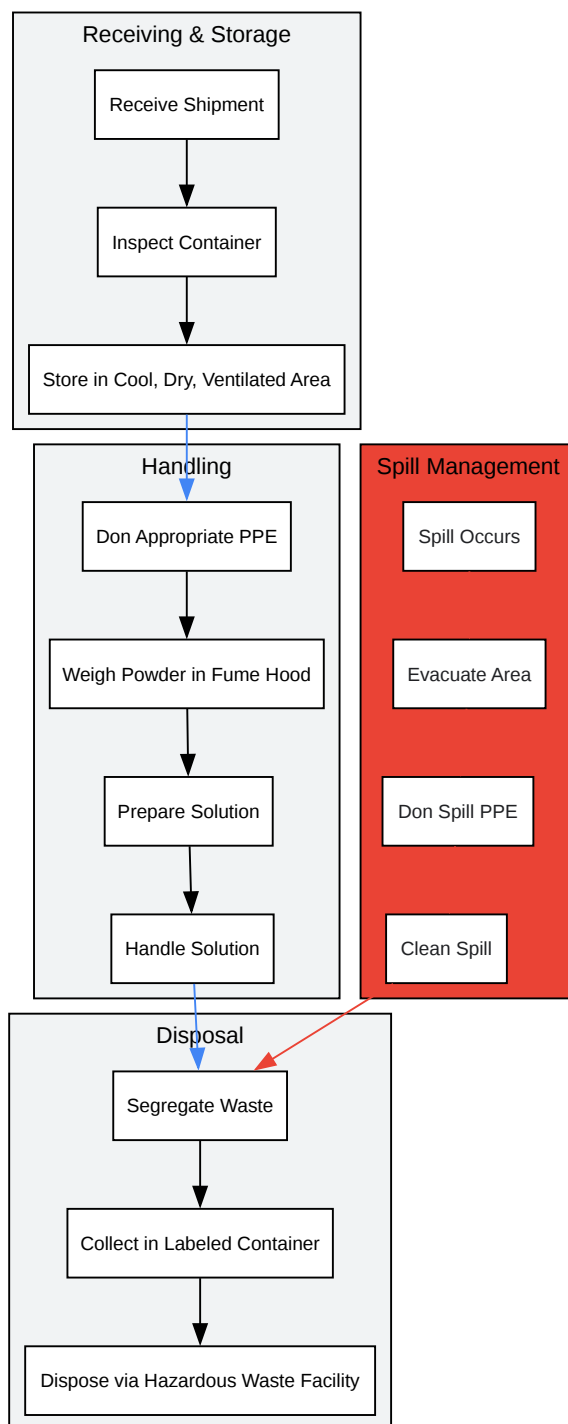 Receiving & Storage
Receive Shipment
Inspect Container
Store in Cool, Dry, Ventilated Area
Handling
Don Appropriate PPE
Weigh Powder in Fume Hood
Prepare Solution
Handle Solution
Spill Management
Spill Occurs
Evacuate Area
Don Spill PPE
Clean Spill
Disposal
Segregate Waste
Collect in Labeled Container
Dispose via Hazardous Waste Facility